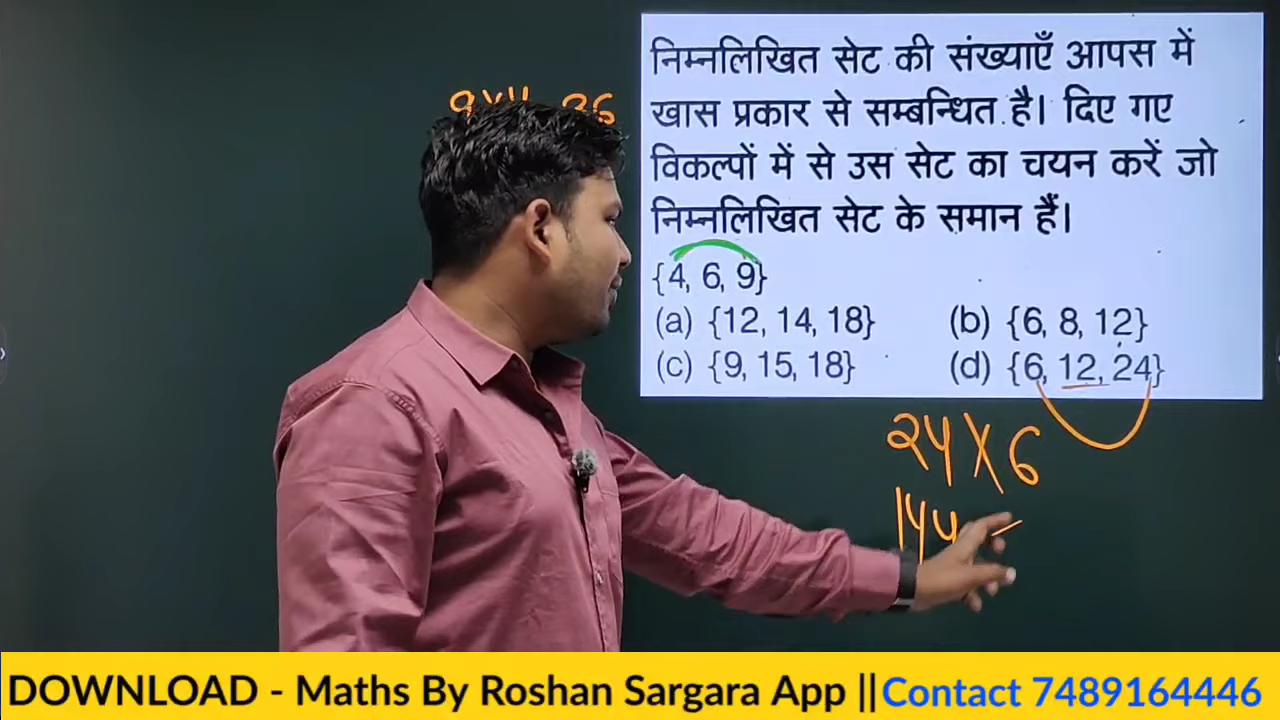 निम्नलिखित सेट की संख्याएँ आपस में
खास प्रकार से सम्बन्धित है। दिए गए
विकल्पों में से उस सेट का चयन करें जो
निम्नलिखित सेट के समान हैं।
{4, 6, 9}
(a) {12, 14, 18} (b) {6, 8, 12}
(c) {9, 15, 18} (d) {6, 12, 24}
24 X 6
144
DOWNLOAD - Maths By Roshan Sargara App || Contact 7489164446